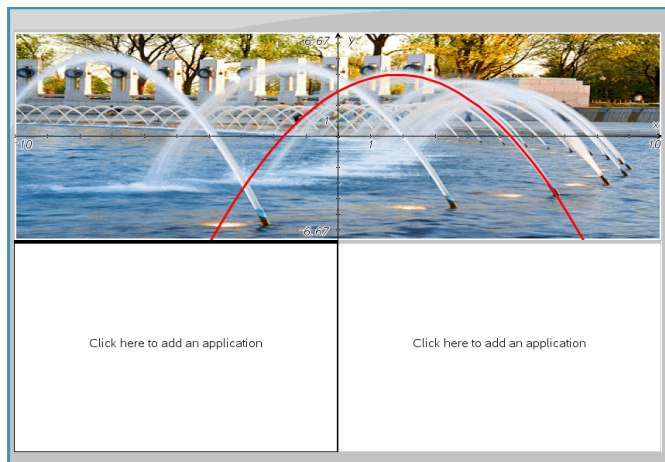 6.67 y
1
x
-10 1 10
-6.67
Click here to add an application
Click here to add an application